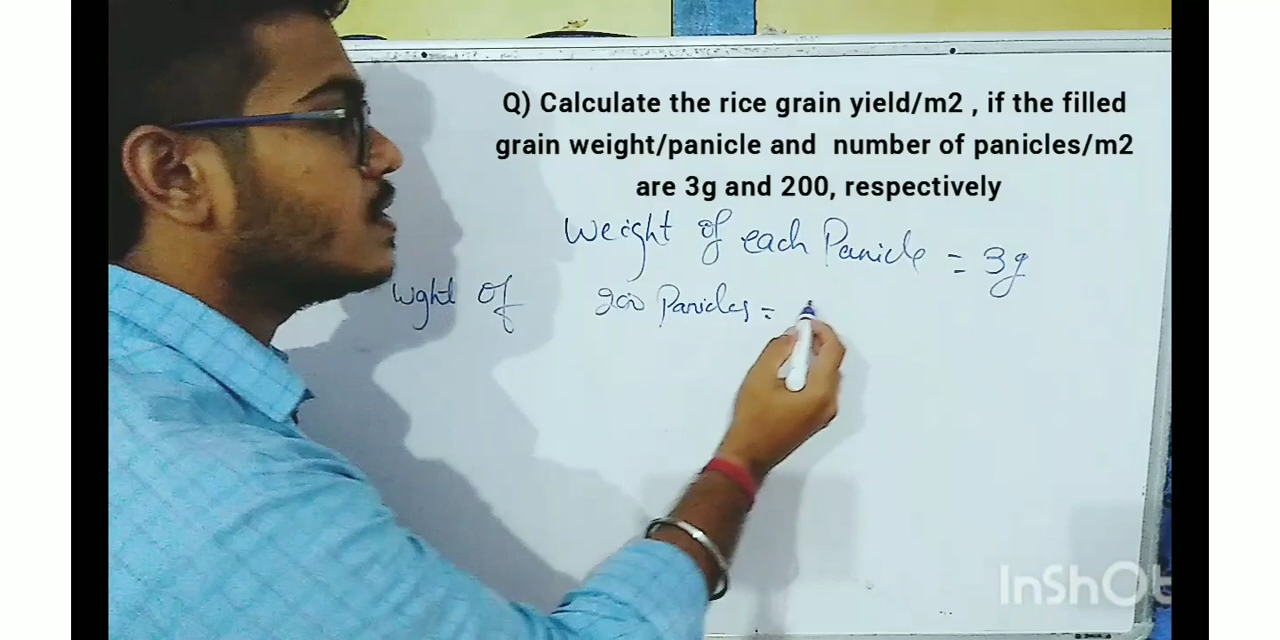 Q) Calculate the rice grain yield/m2 , if the filled
grain weight/panicle and number of panicles/m2
are 3g and 200, respectively
Weight of each Panicle = 3g
Wght of 200 Panicles =
InShOt